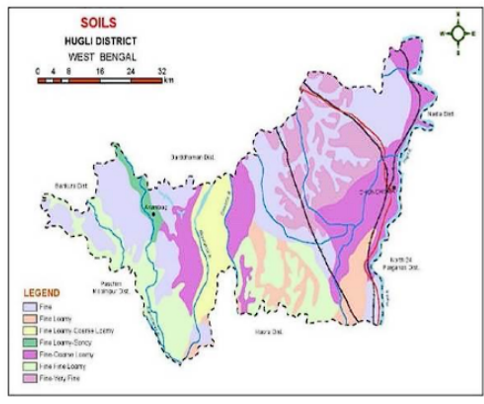 SOILS
HUGLI DISTRICT
WEST BENGAL
0 4 8 16 24 32
km
N
W E
S
Nadia Dist
Barddhaman Dist.
Bankura Dist
Arambag
Paschim
Medinipur Dist.
North 24
Parganas Dist.
Haora Dist.
LEGEND
Fine
Fine Loamy
Fine Loamy-Coarse Loamy
Fine Loamy-Sandy
Fine-Coarse Loamy
Fine Fine Loamy
Fine-Very Fine